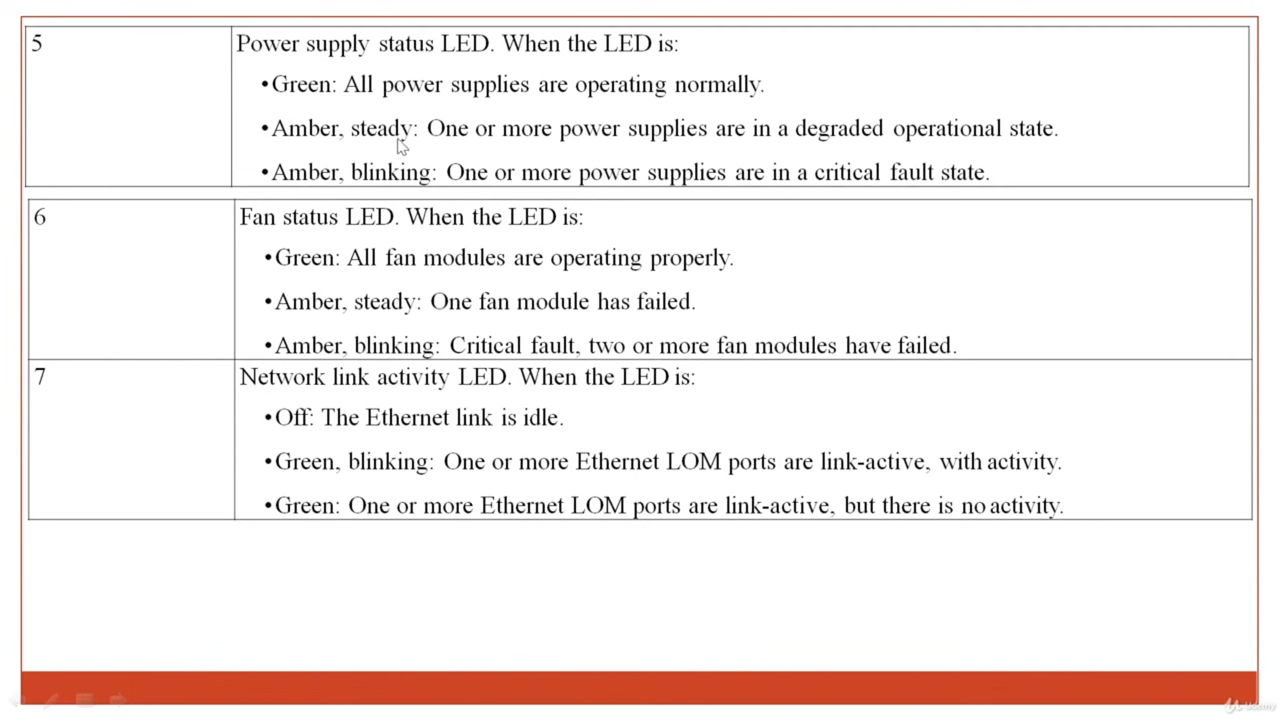 5
Power supply status LED. When the LED is:
•Green: All power supplies are operating normally.
•Amber, steady: One or more power supplies are in a degraded operational state.
•Amber, blinking: One or more power supplies are in a critical fault state.
6
Fan status LED. When the LED is:
•Green: All fan modules are operating properly.
•Amber, steady: One fan module has failed.
•Amber, blinking: Critical fault, two or more fan modules have failed.
7
Network link activity LED. When the LED is:
•Off: The Ethernet link is idle.
•Green, blinking: One or more Ethernet LOM ports are link-active, with activity.
•Green: One or more Ethernet LOM ports are link-active, but there is no activity.
Udemy